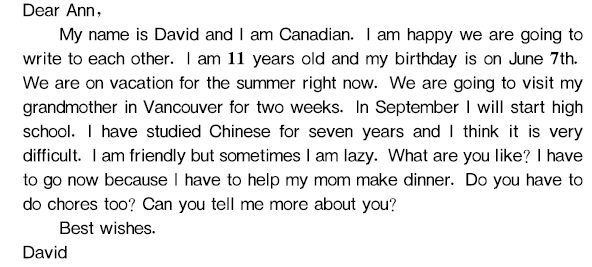 Dear Ann,
My name is David and I am Canadian. I am happy we are going to
write to each other. I am 11 years old and my birthday is on June 7th.
We are on vacation for the summer right now. We are going to visit my
grandmother in Vancouver for two weeks. In September I will start high
school. I have studied Chinese for seven years and I think it is very
difficult. I am friendly but sometimes I am lazy. What are you like? I have
to go now because I have to help my mom make dinner. Do you have to
do chores too? Can you tell me more about you?
Best wishes.
David